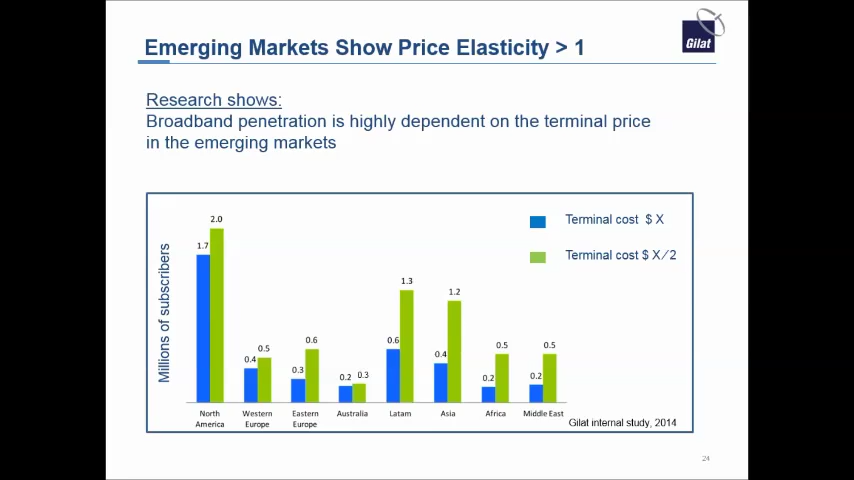 Emerging Markets Show Price Elasticity > 1
Gilat
Research shows:
Broadband penetration is highly dependent on the terminal price
in the emerging markets
Terminal cost $ X
Terminal cost $ X/2
Millions of subscribers
1.7 2.0
0.4 0.5
0.3 0.6
0.2 0.3
0.6 1.3
0.4 1.2
0.2 0.5
0.2 0.5
North America
Western Europe
Eastern Europe
Australia
Latam
Asia
Africa
Middle East
Gilat internal study, 2014
24